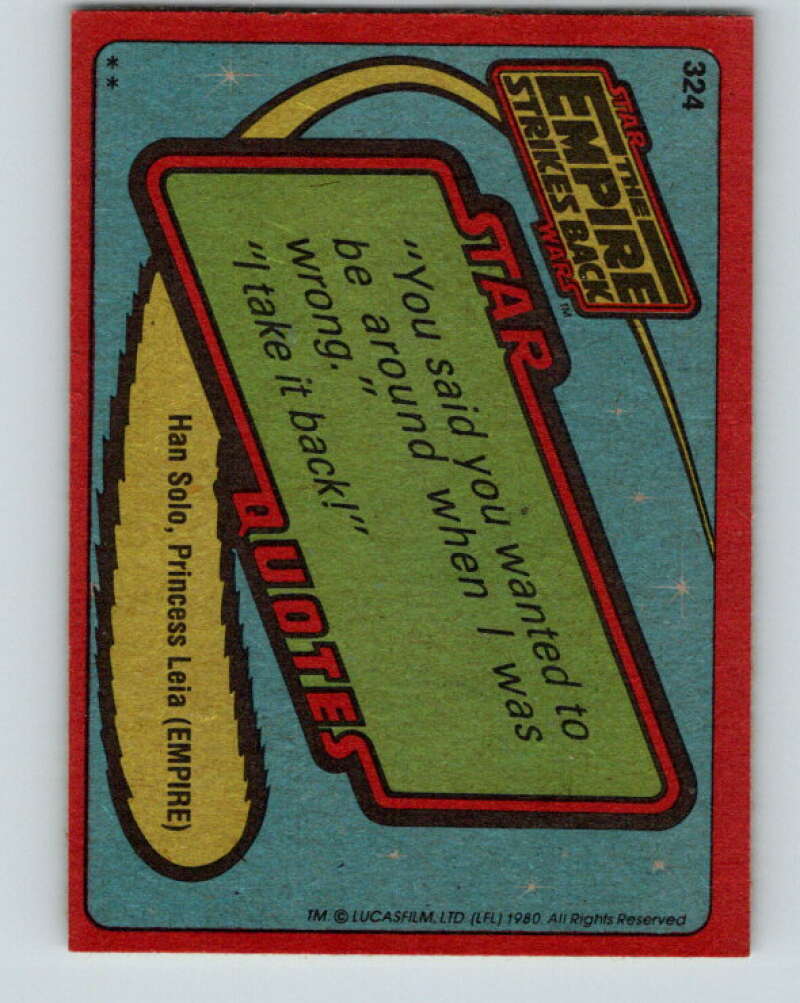 324
STAR
THE
EMPIRE
STRIKES BACK
WARS ™
STAR
"You said you wanted to
be around when I was
wrong."
"I take it back!"
QUOTES
Han Solo, Princess Leia (EMPIRE)
**
TM. © LUCASFILM, LTD (LFL) 1980. All Rights Reserved